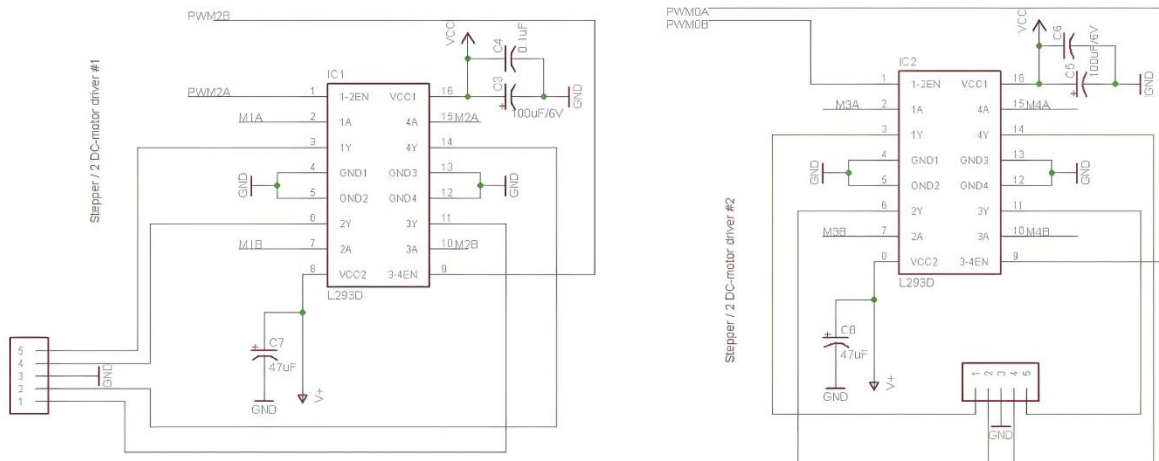 PWM2B
VCC
C4
0.1uF
IC1
PWM2A
1
1-2EN
VCC1
16
C3
100uF/6V
GND
M1A
2
1A
4A
15
M2A
3
1Y
4Y
14
GND
4
GND1
GND3
13
GND
5
GND2
GND4
12
6
2Y
3Y
11
M1B
7
2A
3A
10
M2B
8
VCC2
3-4EN
9
L293D
Stepper / 2 DC-motor driver #1
C7
47uF
GND
V+
5
4
3
2
1
GND
PWM0A
PWM0B
VCC
C6
C5
100uF/6V
GND
IC2
1
1-2EN
VCC1
16
M3A
2
1A
4A
15
M4A
3
1Y
4Y
14
GND
4
GND1
GND3
13
GND
5
GND2
GND4
12
6
2Y
3Y
11
M3B
7
2A
3A
10
M4B
8
VCC2
3-4EN
9
L293D
Stepper / 2 DC-motor driver #2
C8
47uF
GND
V+
1
2
3
4
5
GND